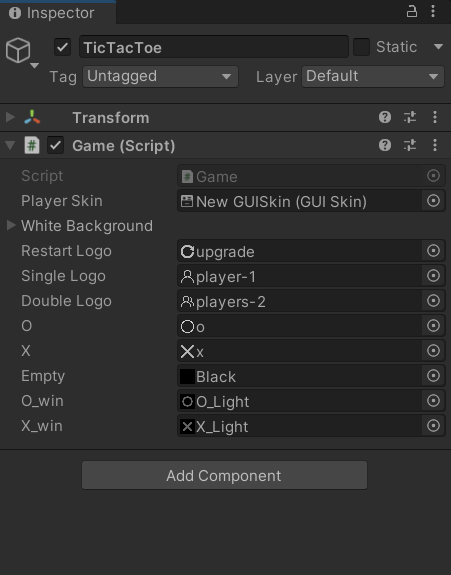 Inspector
TicTacToe
Static
Tag Untagged Layer Default
Transform
# Game (Script)
Script # Game
Player Skin New GUISkin (GUI Skin)
White Background
Restart Logo upgrade
Single Logo player-1
Double Logo players-2
O o
X x
Empty Black
O_win O_Light
X_win X_Light
Add Component